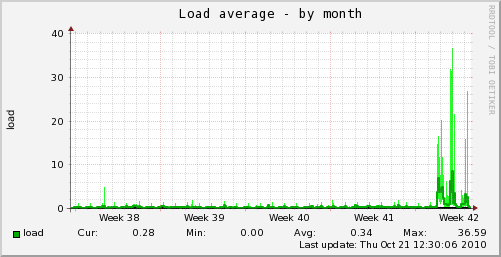 Load average - by month
RRDTOOL / TOBI OETIKER
load
40
30
20
10
0
Week 38 Week 39 Week 40 Week 41 Week 42
load Cur: 0.28 Min: 0.00 Avg: 0.34 Max: 36.59
Last update: Thu Oct 21 12:30:06 2010